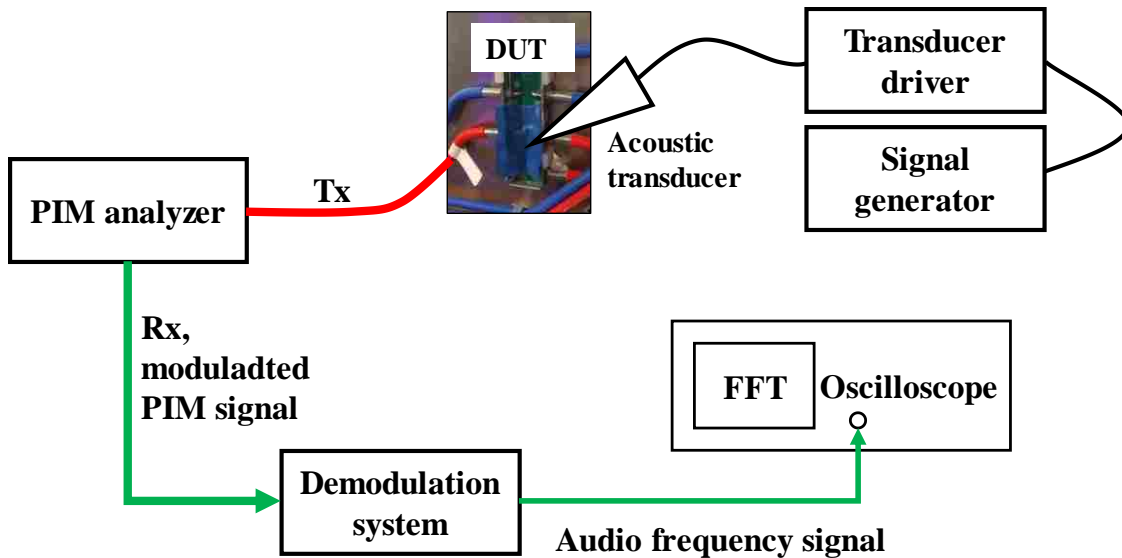 DUT
Transducer
driver
Acoustic
transducer
Signal
generator
PIM analyzer
Tx
Rx,
moduladted
PIM signal
FFT
Oscilloscope
Demodulation
system
Audio frequency signal